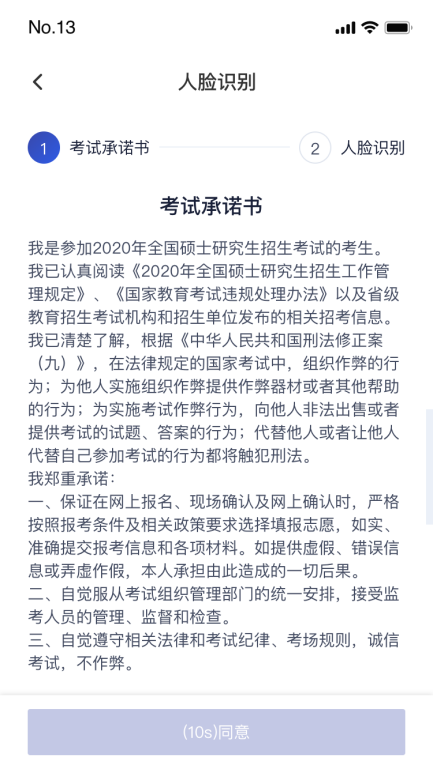 No.13
人脸识别
1 考试承诺书 2 人脸识别
考试承诺书
我是参加2020年全国硕士研究生招生考试的考生。
我已认真阅读《2020年全国硕士研究生招生工作管
理规定》、《国家教育考试违规处理办法》以及省级
教育招生考试机构和招生单位发布的相关招考信息。
我已清楚了解，根据《中华人民共和国刑法修正案
（九）》，在法律规定的国家考试中，组织作弊的行
为；为他人实施组织作弊提供作弊器材或者其他帮助
的行为；为实施考试作弊行为，向他人非法出售或者
提供考试的试题、答案的行为；代替他人或者让他人
代替自己参加考试的行为都将触犯刑法。
我郑重承诺：
一、保证在网上报名、现场确认及网上确认时，严格
按照报考条件及相关政策要求选择填报志愿，如实、
准确提交报考信息和各项材料。如提供虚假、错误信
息或弄虚作假，本人承担由此造成的一切后果。
二、自觉服从考试组织管理部门的统一安排，接受监
考人员的管理、监督和检查。
三、自觉遵守相关法律和考试纪律、考场规则，诚信
考试，不作弊。
(10s)同意